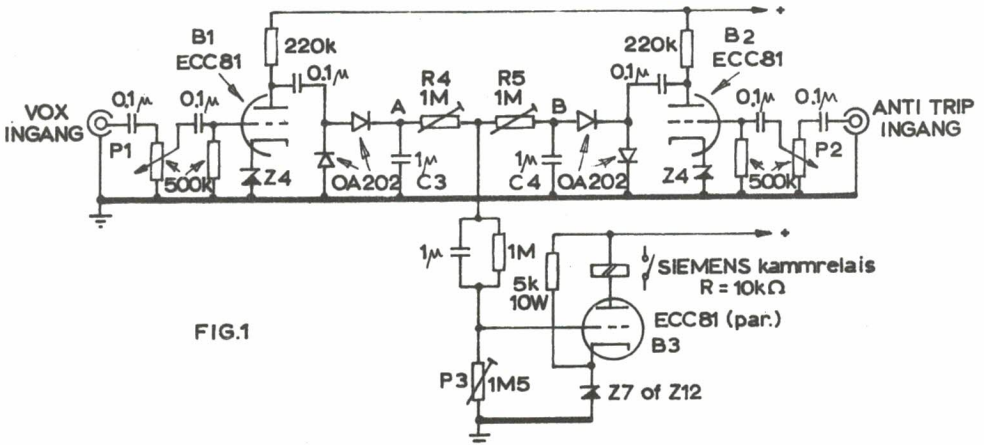 +
B1
ECC81
220k
0,1μ
R4
1M
R5
1M
220k
0,1μ
B2
ECC81
VOX
INGANG
0,1μ
0,1μ
P1
500k
Z4
A
OA202
1μ
C3
B
1μ
C4
OA202
Z4
0,1μ
0,1μ
500k
P2
ANTI TRIP
INGANG
1μ
1M
+
5k
10W
SIEMENS kammrelais
R = 10kΩ
ECC81 (par.)
B3
FIG.1
P3
1M5
Z7 of Z12